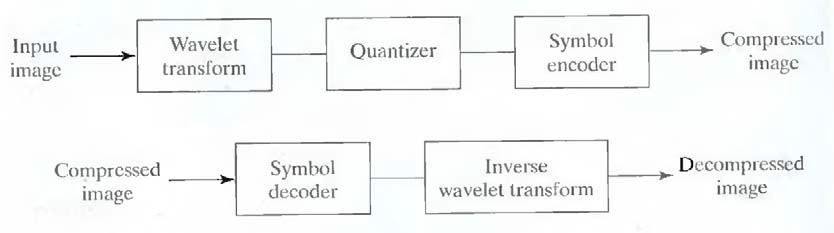 Input
image
Wavelet
transform
Quantizer
Symbol
encoder
Compressed
image
Compressed
image
Symbol
decoder
Inverse
wavelet transform
Decompressed
image